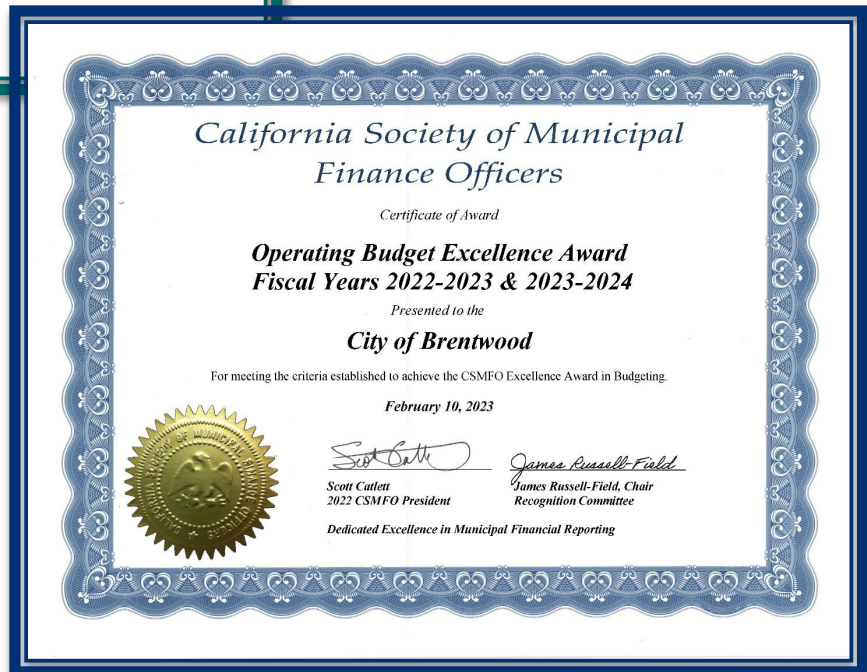 California Society of Municipal
Finance Officers
Certificate of Award
Operating Budget Excellence Award
Fiscal Years 2022-2023 & 2023-2024
Presented to the
City of Brentwood
For meeting the criteria established to achieve the CSMFO Excellence Award in Budgeting.
February 10, 2023
James Russell-Field
Scott Catlett
2022 CSMFO President
James Russell-Field, Chair
Recognition Committee
Dedicated Excellence in Municipal Financial Reporting